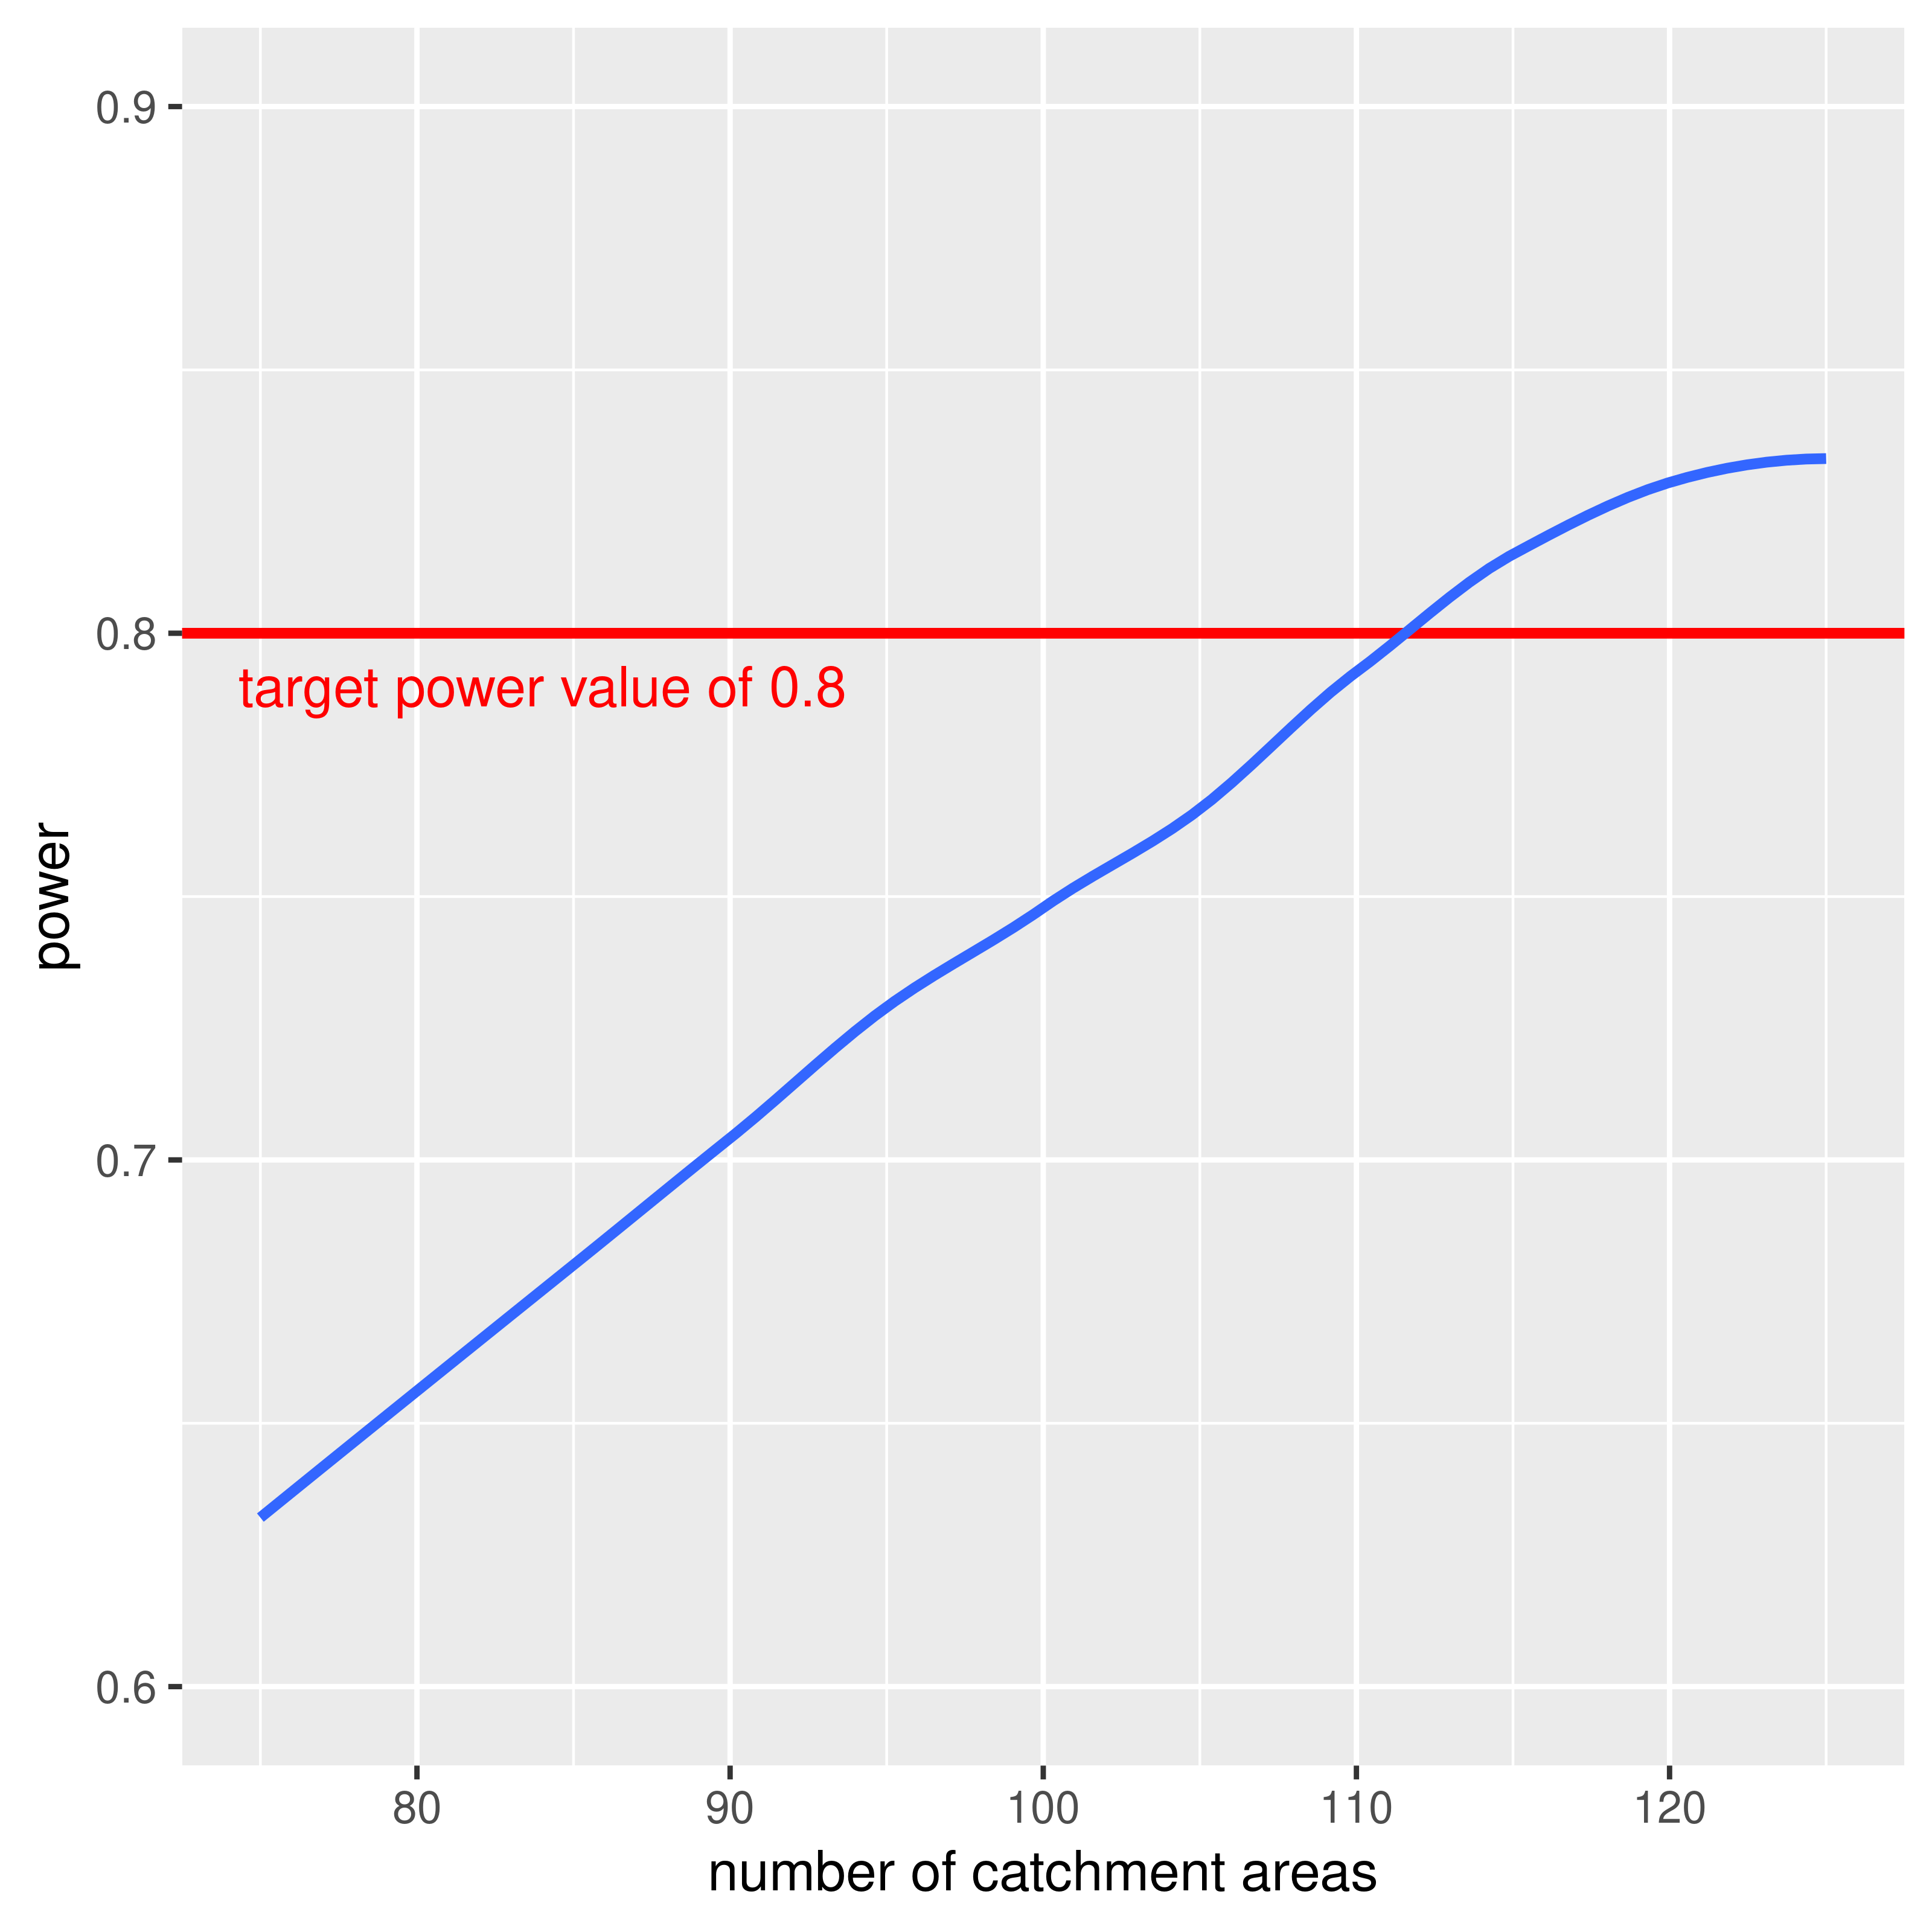 0.9
0.8
target power value of 0.8
power
0.7
0.6
80 90 100 110 120
number of catchment areas